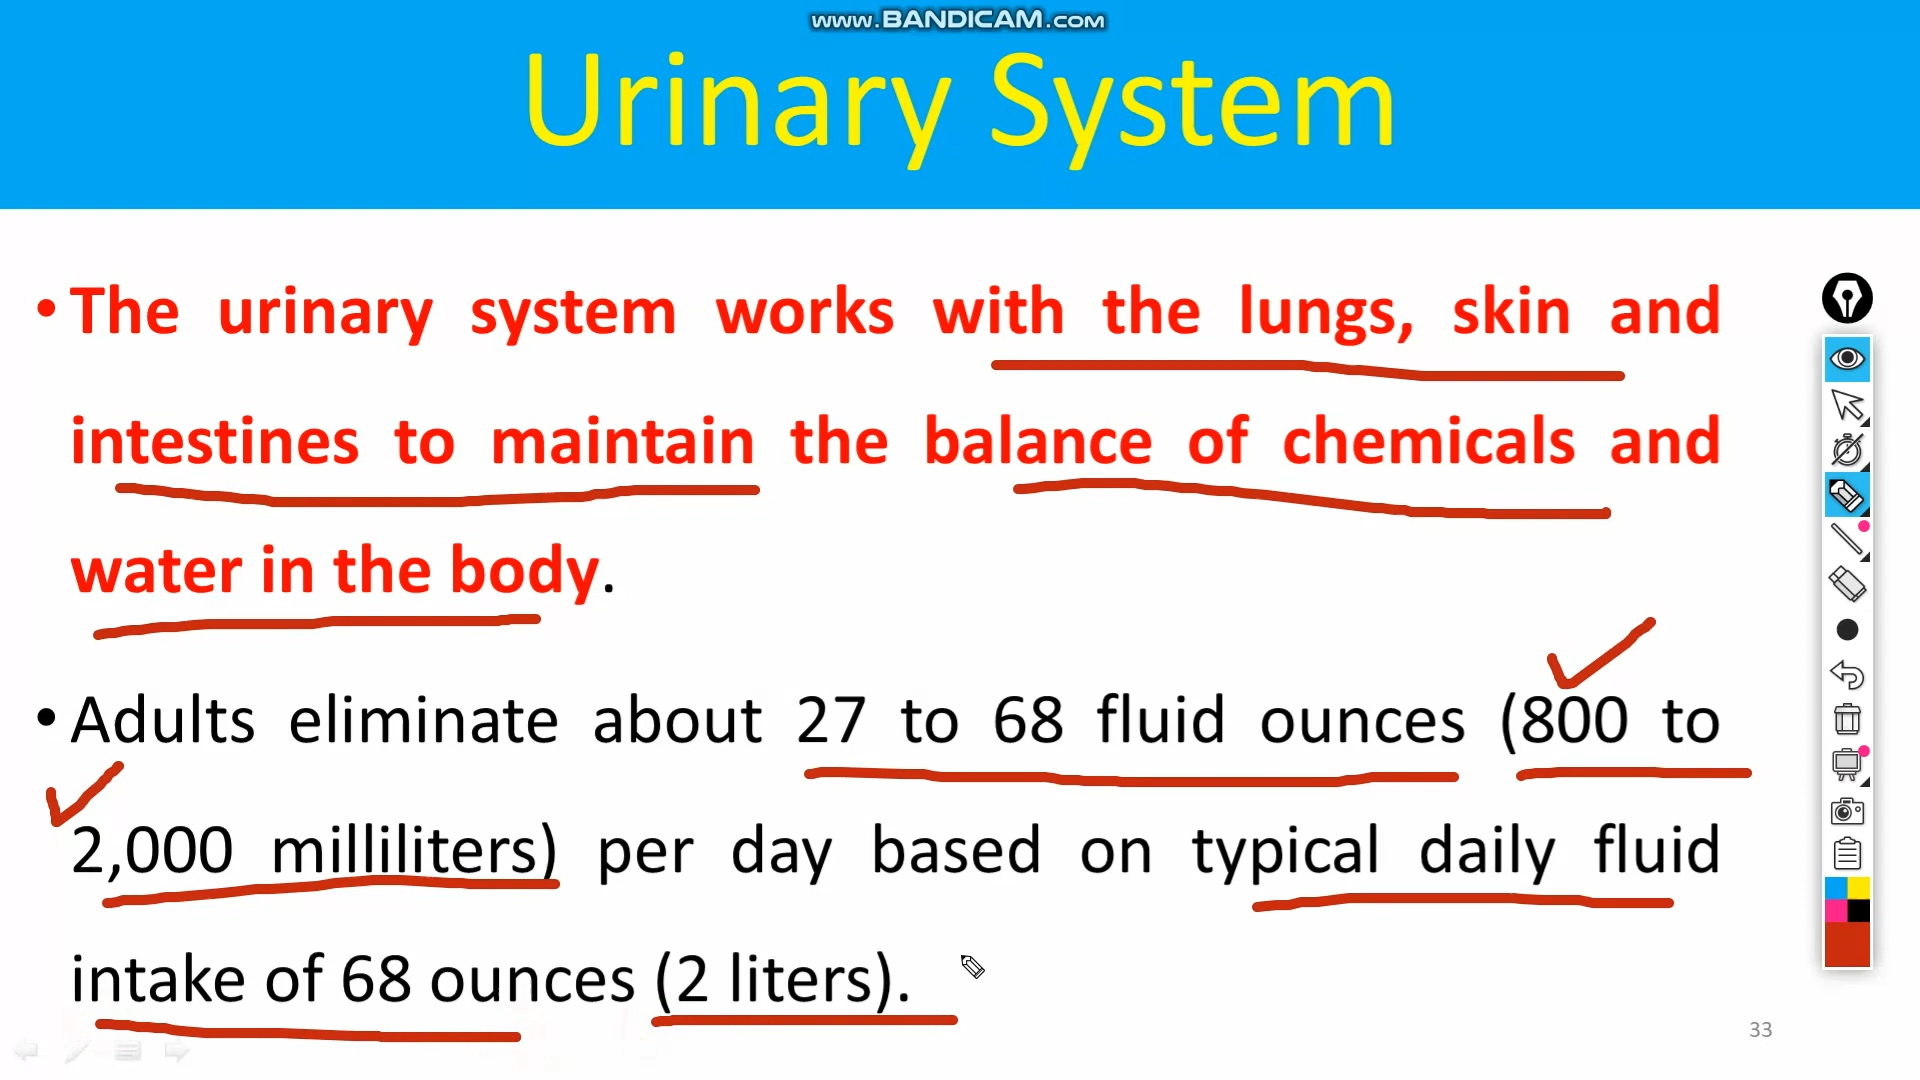 www.BANDICAM.com
Urinary System
• The urinary system works with the lungs, skin and
intestines to maintain the balance of chemicals and
water in the body.
• Adults eliminate about 27 to 68 fluid ounces (800 to
2,000 milliliters) per day based on typical daily fluid
intake of 68 ounces (2 liters).
33